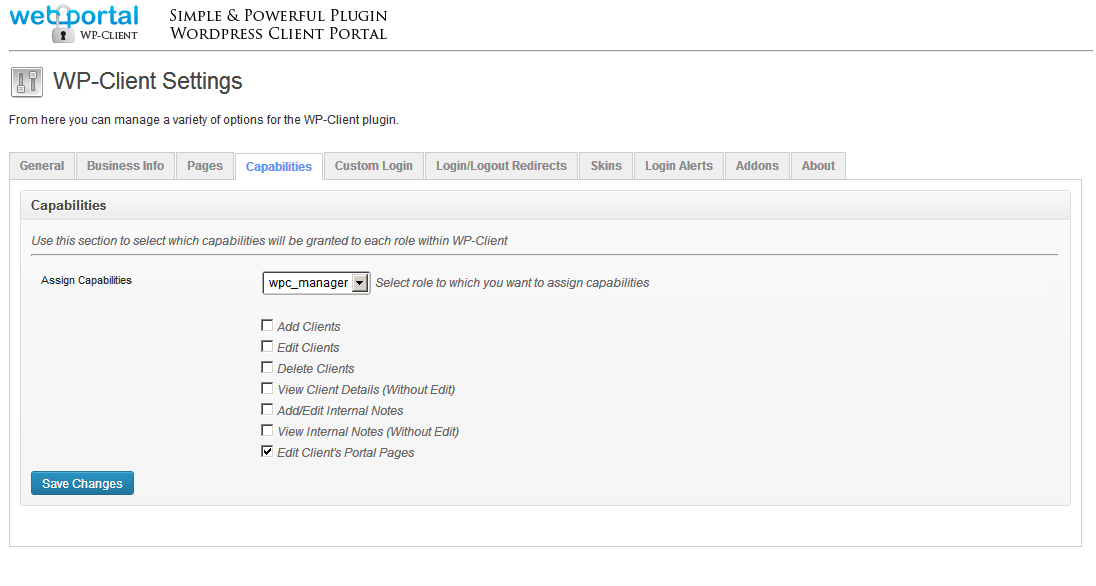 web portal
WP-CLIENT
SIMPLE & POWERFUL PLUGIN
WORDPRESS CLIENT PORTAL
WP-Client Settings
From here you can manage a variety of options for the WP-Client plugin.
General Business Info Pages Capabilities Custom Login Login/Logout Redirects Skins Login Alerts Addons About
Capabilities
Use this section to select which capabilities will be granted to each role within WP-Client
Assign Capabilities wpc_manager Select role to which you want to assign capabilities
Add Clients
Edit Clients
Delete Clients
View Client Details (Without Edit)
Add/Edit Internal Notes
View Internal Notes (Without Edit)
Edit Client's Portal Pages
Save Changes